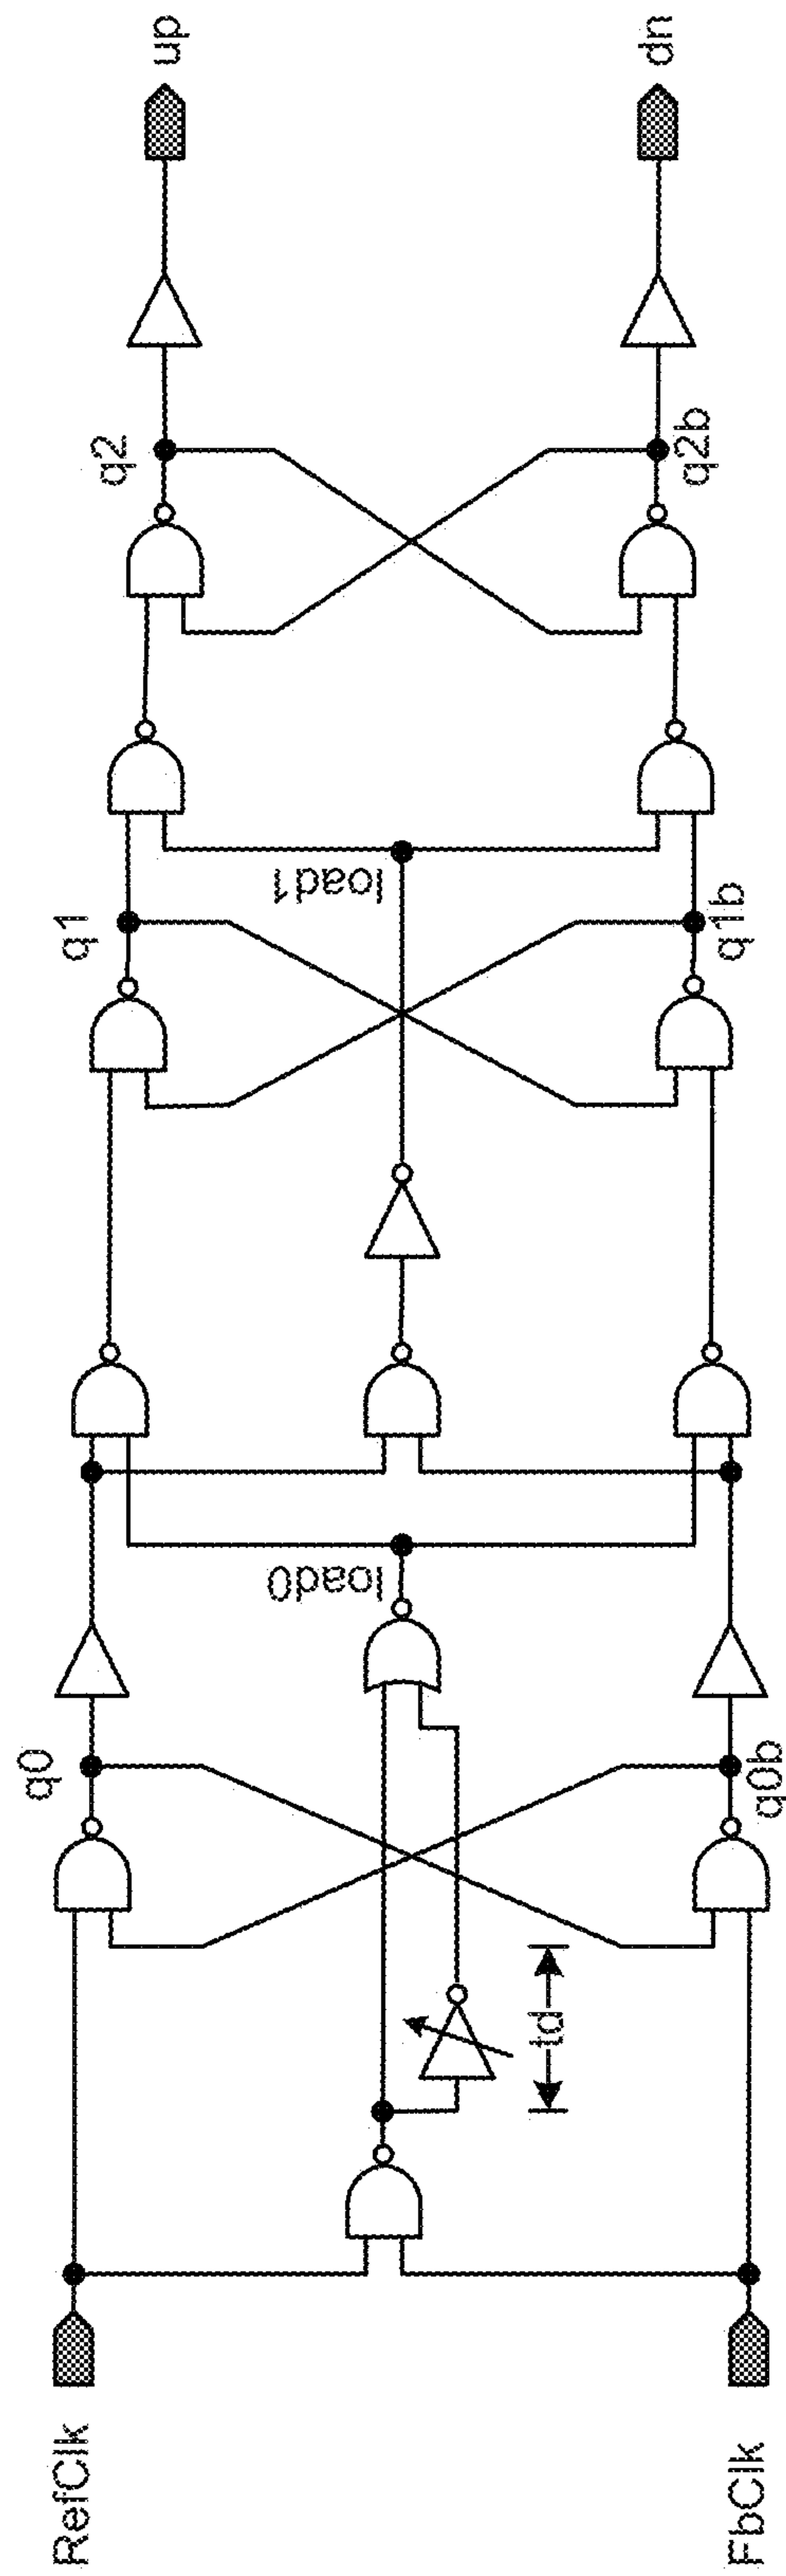 RefClk
FbClk
td
q0
q0b
load0
q1
q1b
load1
q2
q2b
up
dn